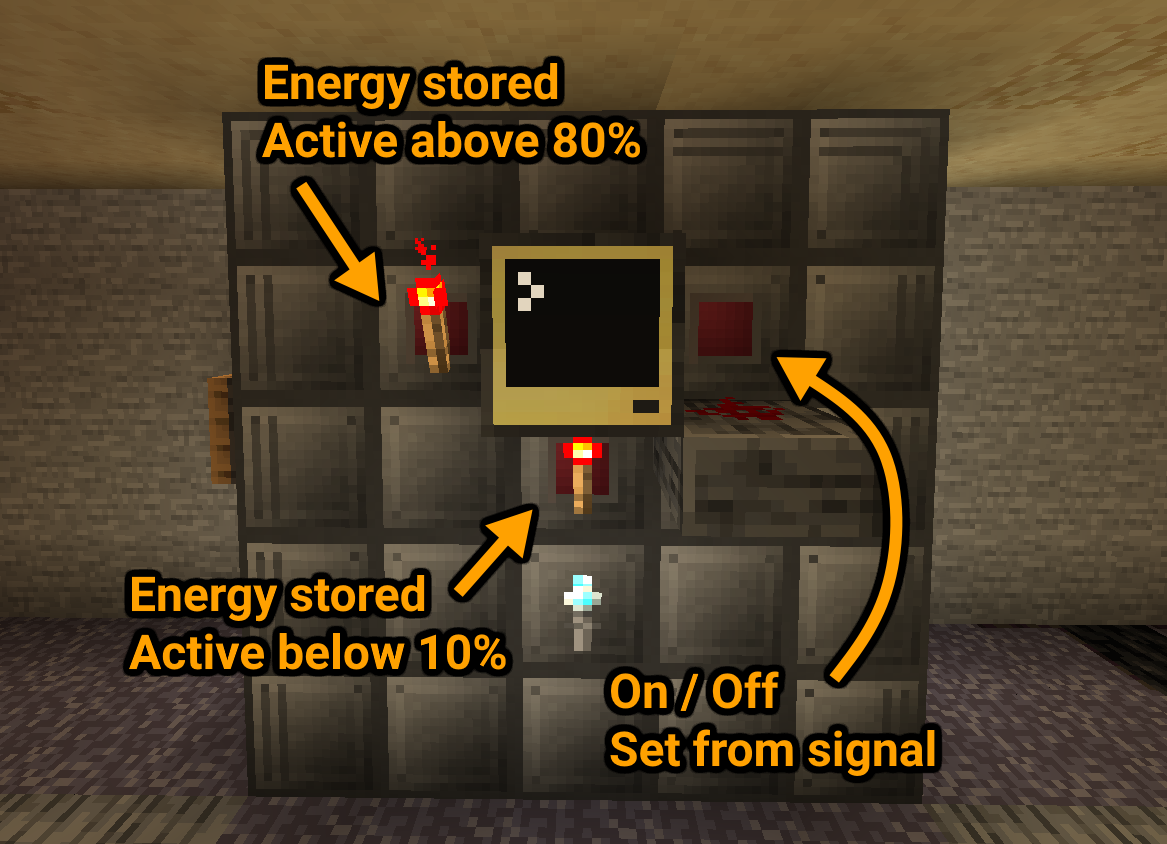 Energy stored
Active above 80%
Energy stored
Active below 10%
On / Off
Set from signal